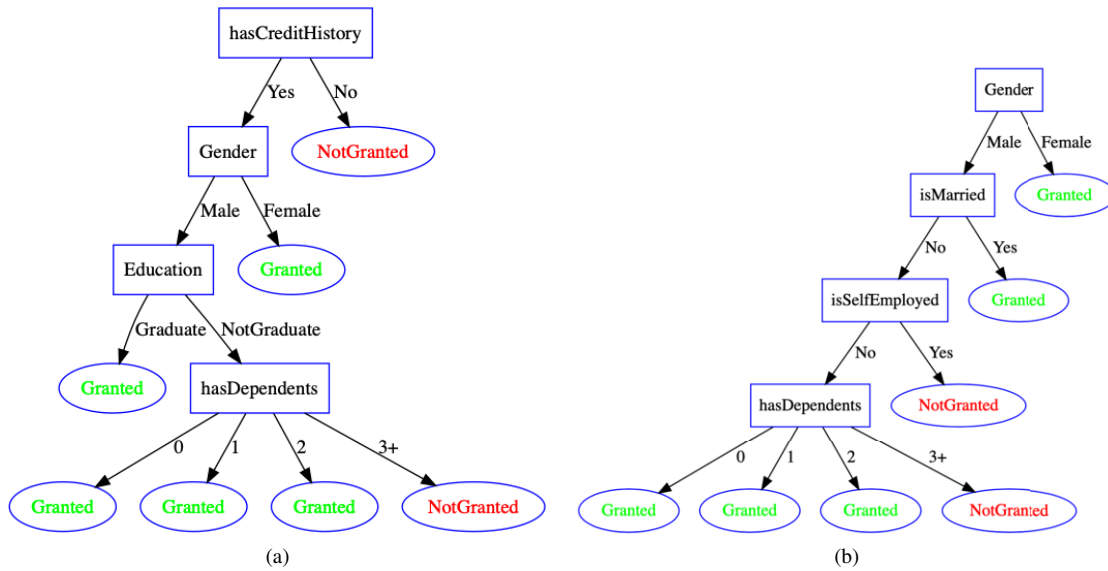 hasCreditHistory
Yes
No
Gender
NotGranted
Male
Female
Education
Granted
Graduate
NotGraduate
Granted
hasDependents
0
1
2
3+
Granted
Granted
Granted
NotGranted
(a)
Gender
Male
Female
isMarried
Granted
No
Yes
isSelfEmployed
Granted
No
Yes
hasDependents
NotGranted
0
1
2
3+
Granted
Granted
Granted
NotGranted
(b)